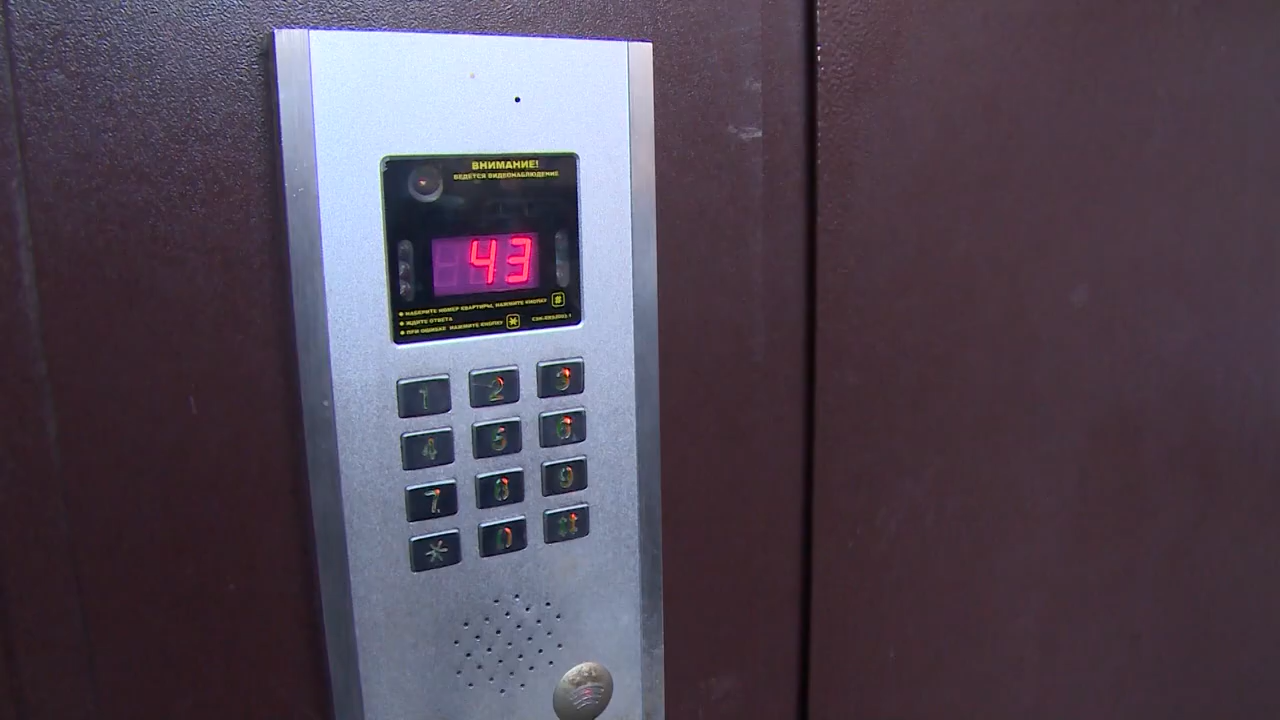 ВНИМАНИЕ!
ВЕДЕТСЯ ВИДЕОНАБЛЮДЕНИЕ
43
● НАБЕРИТЕ НОМЕР КВАРТИРЫ, НАЖМИТЕ КНОПКУ #
● ЖДИТЕ ОТВЕТА
● ПРИ ОШИБКЕ НАЖМИТЕ КНОПКУ *
1 2 3
4 5 6
7 8 9
* 0 #